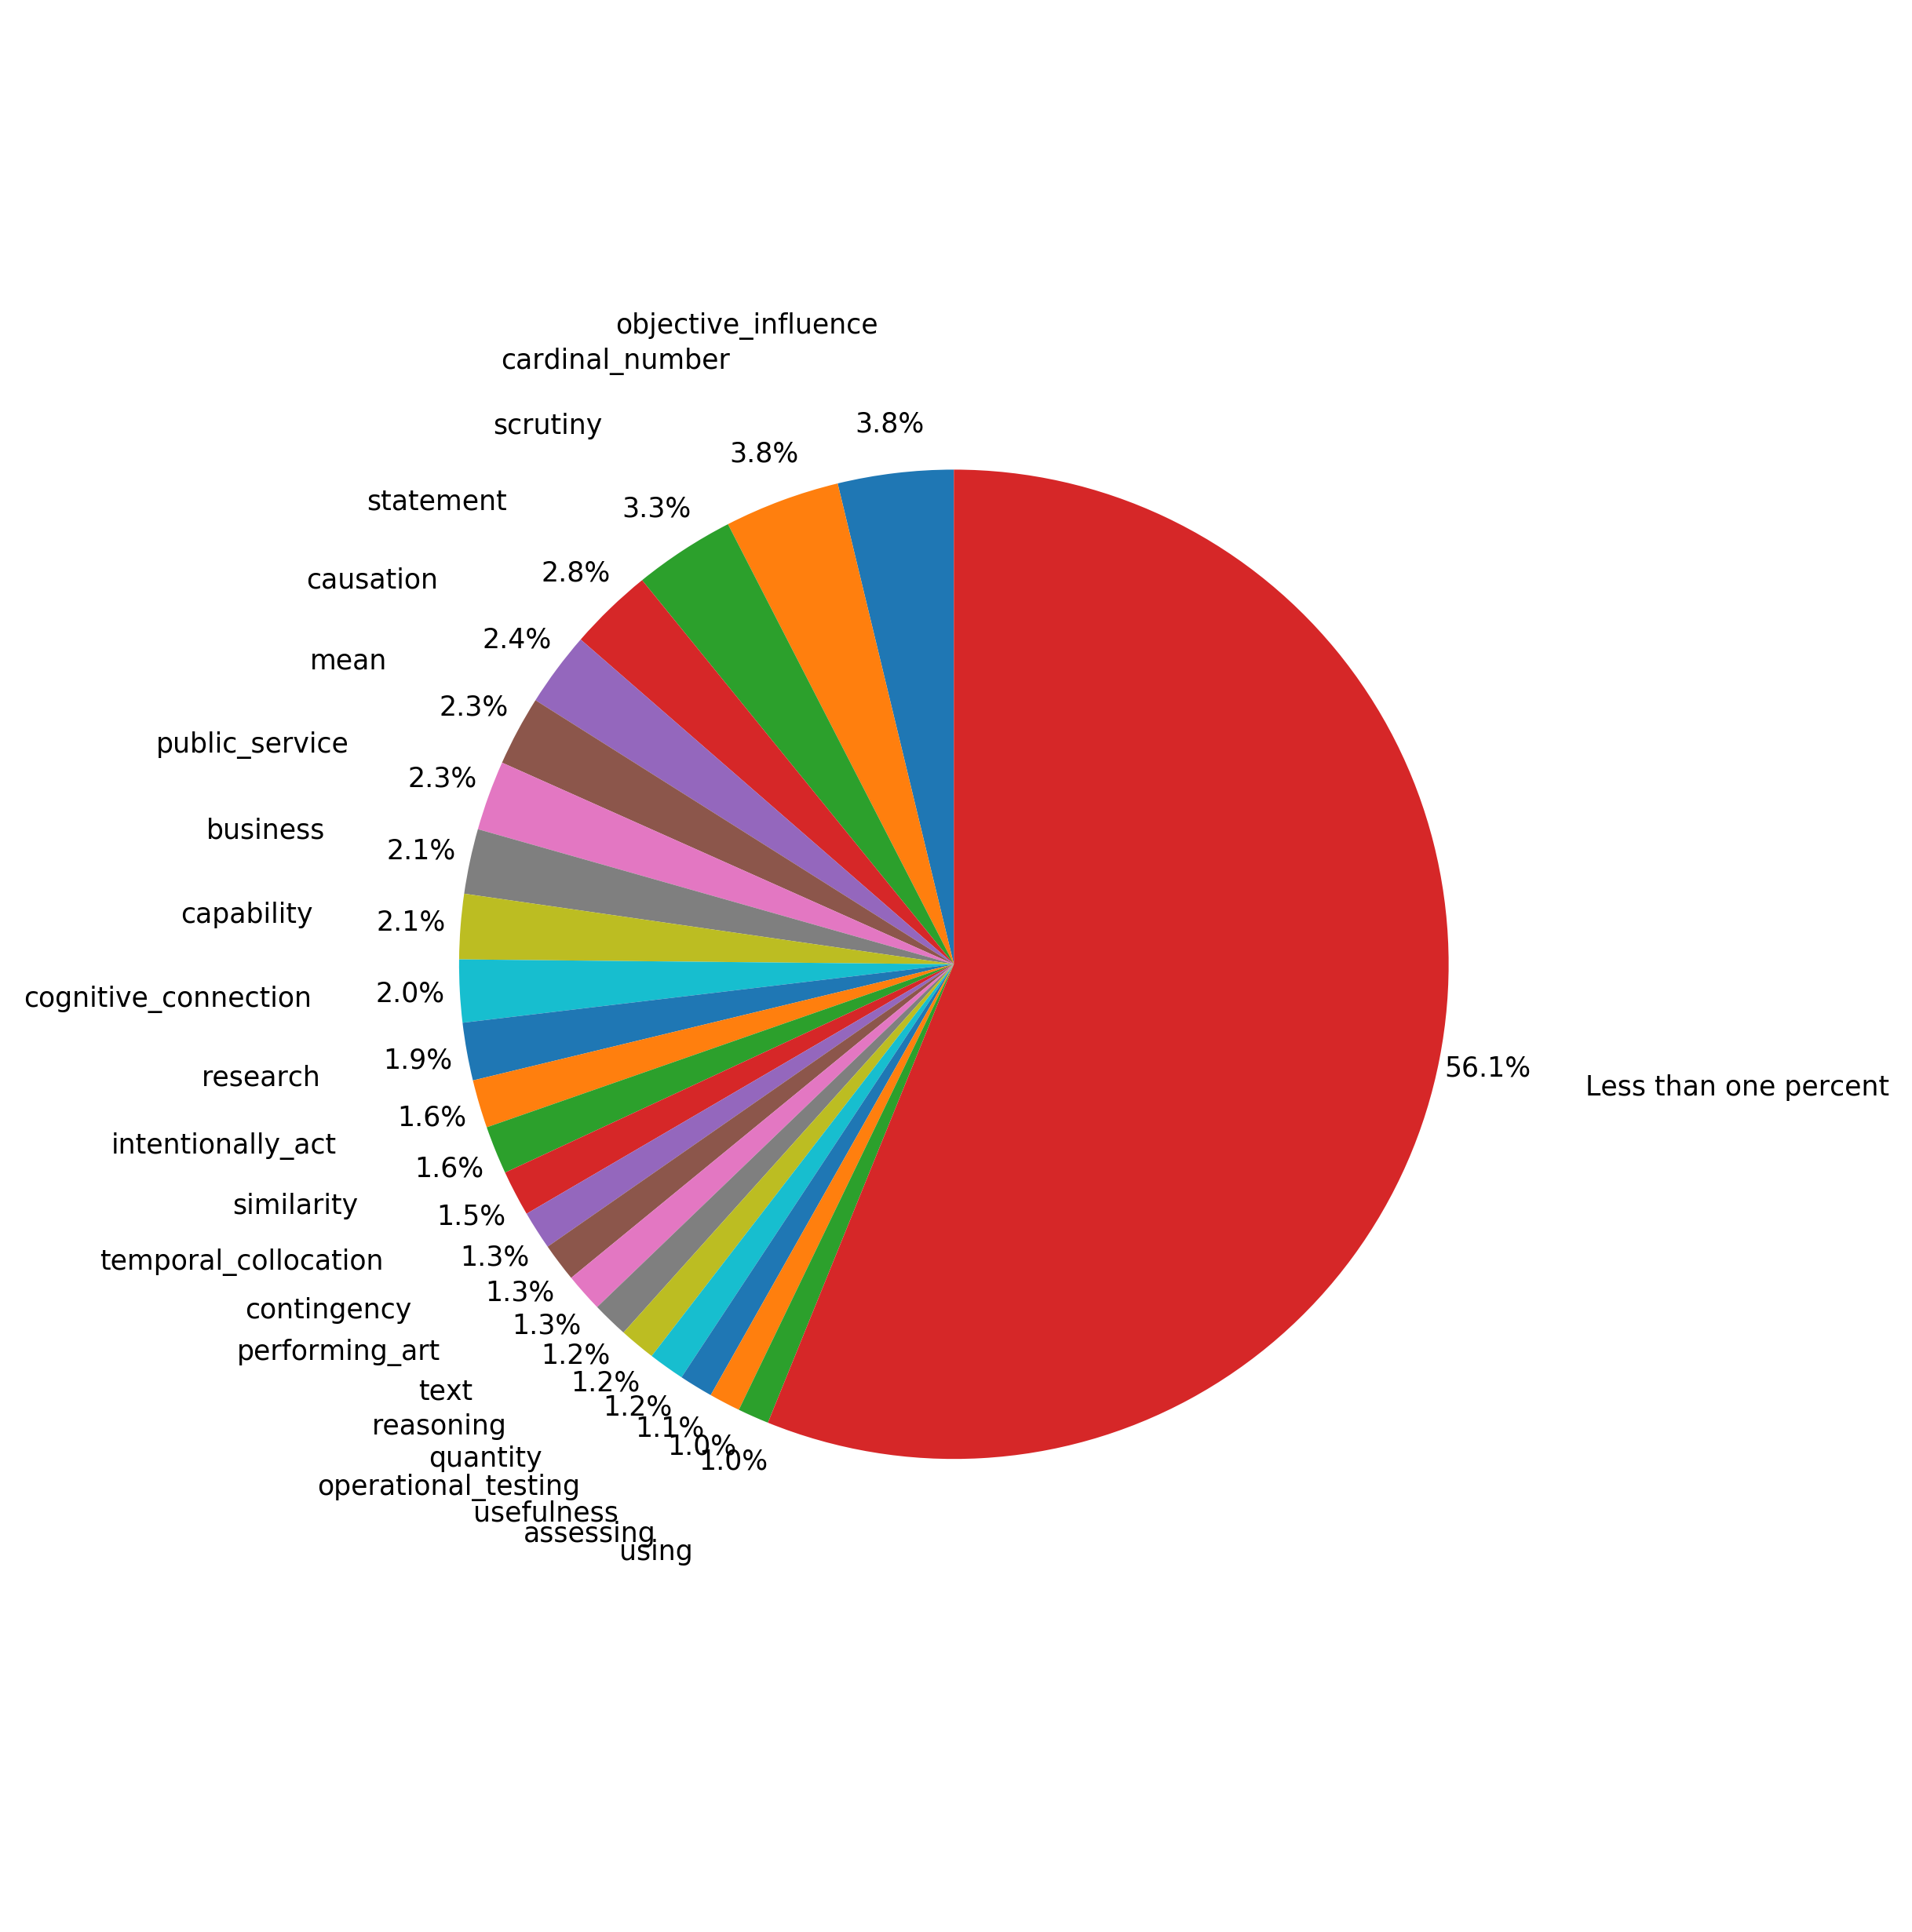 objective_influence
3.8%
cardinal_number
3.8%
scrutiny
3.3%
statement
2.8%
causation
2.4%
mean
2.3%
public_service
2.3%
business
2.1%
capability
2.1%
cognitive_connection
2.0%
research
1.9%
intentionally_act
1.6%
similarity
1.6%
temporal_collocation
1.5%
contingency
1.3%
performing_art
1.3%
text
1.3%
reasoning
1.2%
quantity
1.2%
operational_testing
1.2%
usefulness
1.1%
assessing
1.0%
using
1.0%
Less than one percent
56.1%